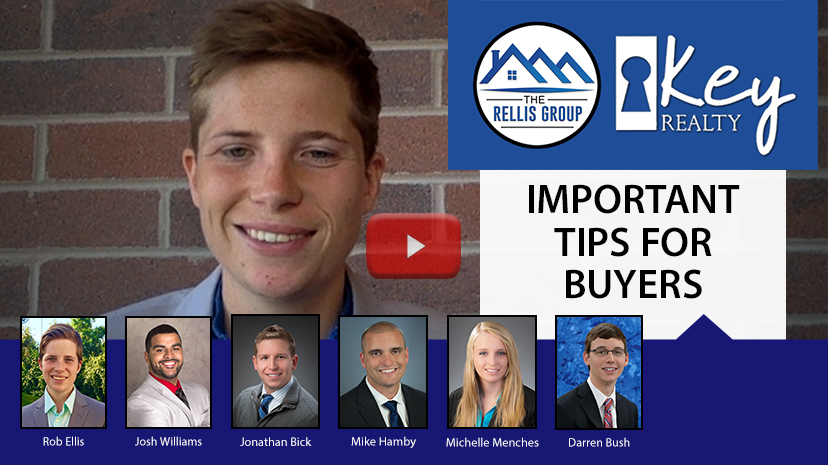 THE
RELLIS GROUP
Key
REALTY
IMPORTANT
TIPS FOR
BUYERS
Rob Ellis
Josh Williams
Jonathan Bick
Mike Hamby
Michelle Menches
Darren Bush